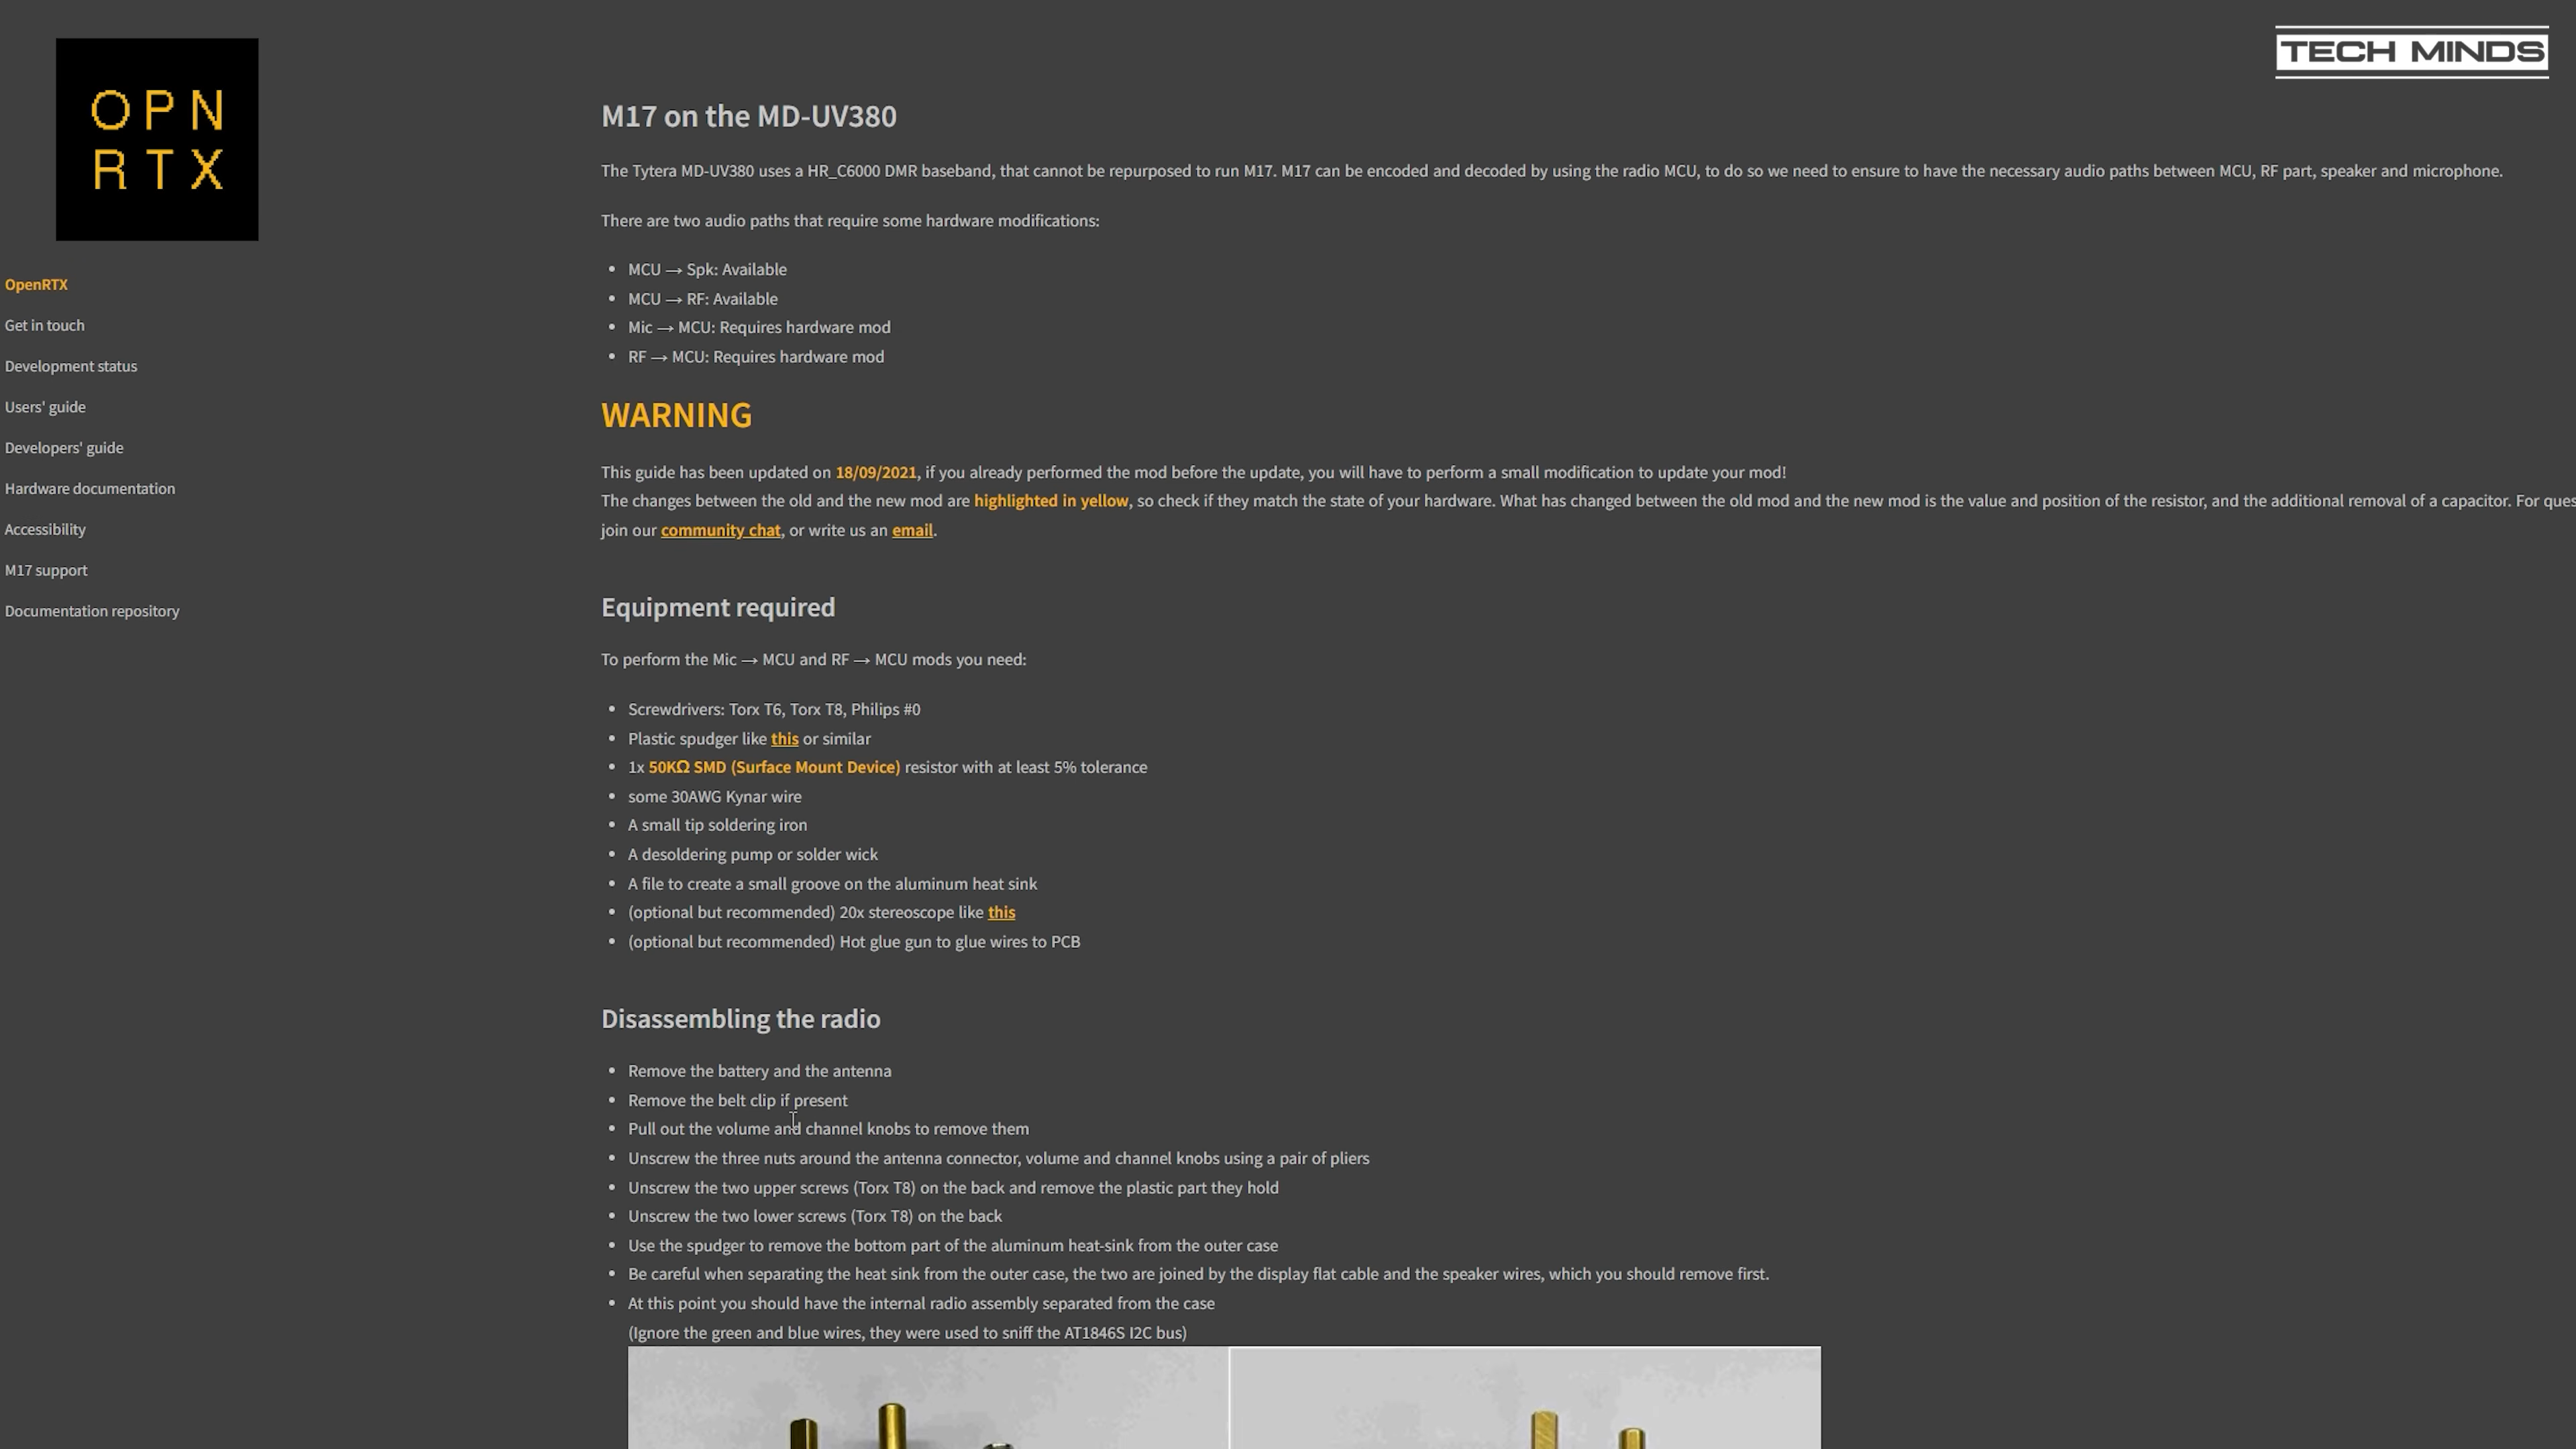 OPN
RTX
TECH MINDS
OpenRTX
Get in touch
Development status
Users' guide
Developers' guide
Hardware documentation
Accessibility
M17 support
Documentation repository
M17 on the MD-UV380
The Tytera MD-UV380 uses a HR_C6000 DMR baseband, that cannot be repurposed to run M17. M17 can be encoded and decoded by using the radio MCU, to do so we need to ensure to have the necessary audio paths between MCU, RF part, speaker and microphone.
There are two audio paths that require some hardware modifications:
• MCU → Spk: Available
• MCU → RF: Available
• Mic → MCU: Requires hardware mod
• RF → MCU: Requires hardware mod
WARNING
This guide has been updated on 18/09/2021, if you already performed the mod before the update, you will have to perform a small modification to update your mod!
The changes between the old and the new mod are highlighted in yellow, so check if they match the state of your hardware. What has changed between the old mod and the new mod is the value and position of the resistor, and the additional removal of a capacitor. For ques
join our community chat, or write us an email.
Equipment required
To perform the Mic → MCU and RF → MCU mods you need:
• Screwdrivers: Torx T6, Torx T8, Philips #0
• Plastic spudger like this or similar
• 1x 50KΩ SMD (Surface Mount Device) resistor with at least 5% tolerance
• some 30AWG Kynar wire
• A small tip soldering iron
• A desoldering pump or solder wick
• A file to create a small groove on the aluminum heat sink
• (optional but recommended) 20x stereoscope like this
• (optional but recommended) Hot glue gun to glue wires to PCB
Disassembling the radio
• Remove the battery and the antenna
• Remove the belt clip if present
• Pull out the volume and channel knobs to remove them
• Unscrew the three nuts around the antenna connector, volume and channel knobs using a pair of pliers
• Unscrew the two upper screws (Torx T8) on the back and remove the plastic part they hold
• Unscrew the two lower screws (Torx T8) on the back
• Use the spudger to remove the bottom part of the aluminum heat-sink from the outer case
• Be careful when separating the heat sink from the outer case, the two are joined by the display flat cable and the speaker wires, which you should remove first.
• At this point you should have the internal radio assembly separated from the case
(Ignore the green and blue wires, they were used to sniff the AT1846S I2C bus)